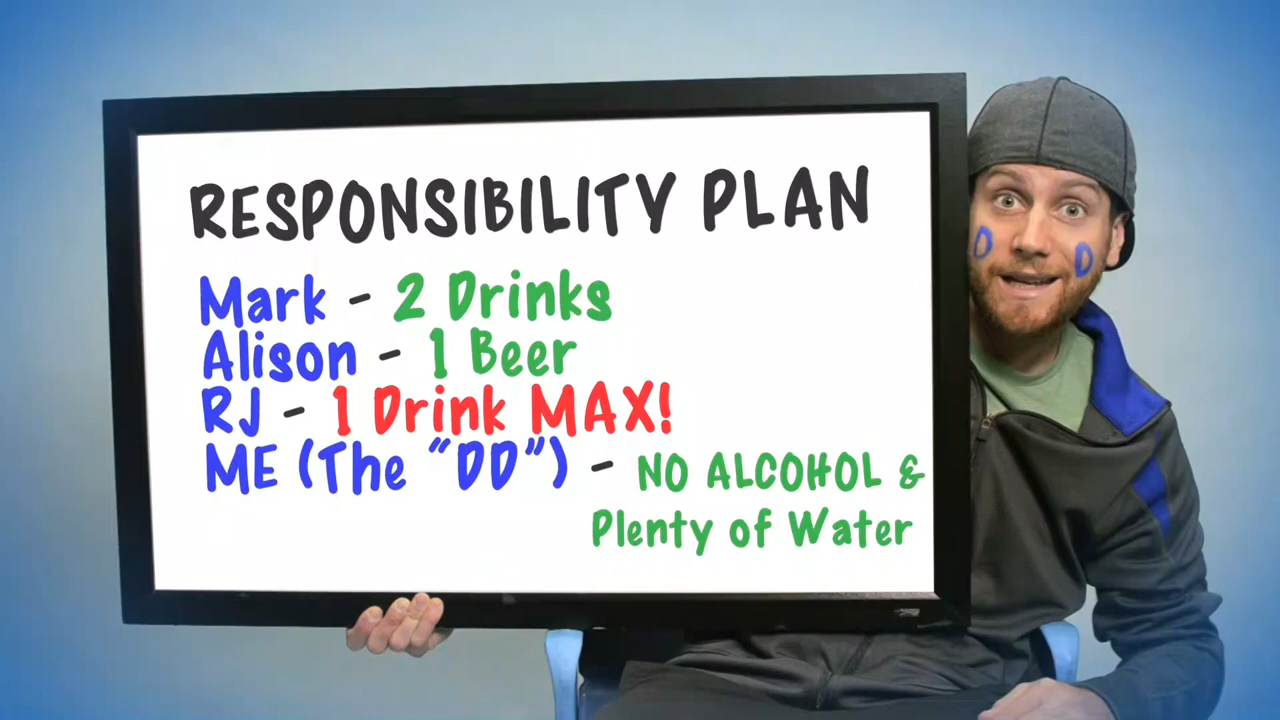 RESPONSIBILITY PLAN
Mark - 2 Drinks
Alison - 1 Beer
RJ - 1 Drink MAX!
ME (The "DD") - NO ALCOHOL &
Plenty of Water
D D